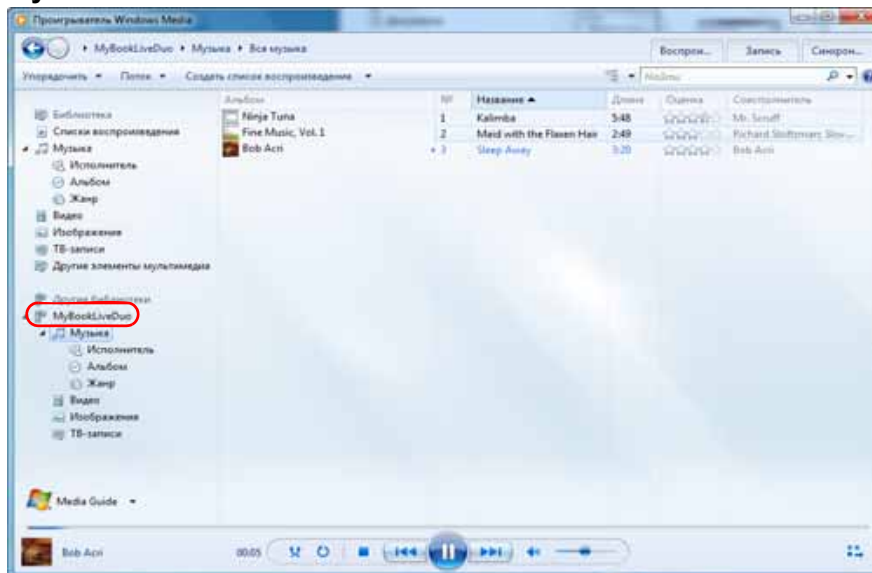 Проигрыватель Windows Media
MyBookLiveDuo ▸ Музыка ▸ Вся музыка
Воспрои... Запись Синхрон...
Упорядочить Поток Создать список воспроизведения
Альбом № Название Длина Оценка Соисполнитель
Ninja Tuna 1 Kalimba 5:48 Mr. Scruff
Fine Music, Vol. 1 2 Maid with the Flaxen Hair 2:49 Richard Stoltzman; Slov...
Bob Acri 3 Sleep Away 3:20 Bob Acri
Библиотека
Списки воспроизведения
Музыка
Исполнитель
Альбом
Жанр
Видео
Изображения
ТВ-записи
Другие элементы мультимедиа
Другие библиотеки
MyBookLiveDuo
Музыка
Исполнитель
Альбом
Жанр
Видео
Изображения
ТВ-записи
Media Guide
Bob Acri 00:05